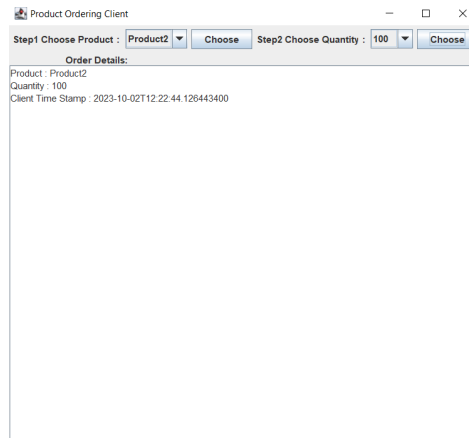 Product Ordering Client
Step1 Choose Product : Product2 Choose Step2 Choose Quantity : 100 Choose
Order Details:
Product : Product2
Quantity : 100
Client Time Stamp : 2023-10-02T12:22:44.126443400